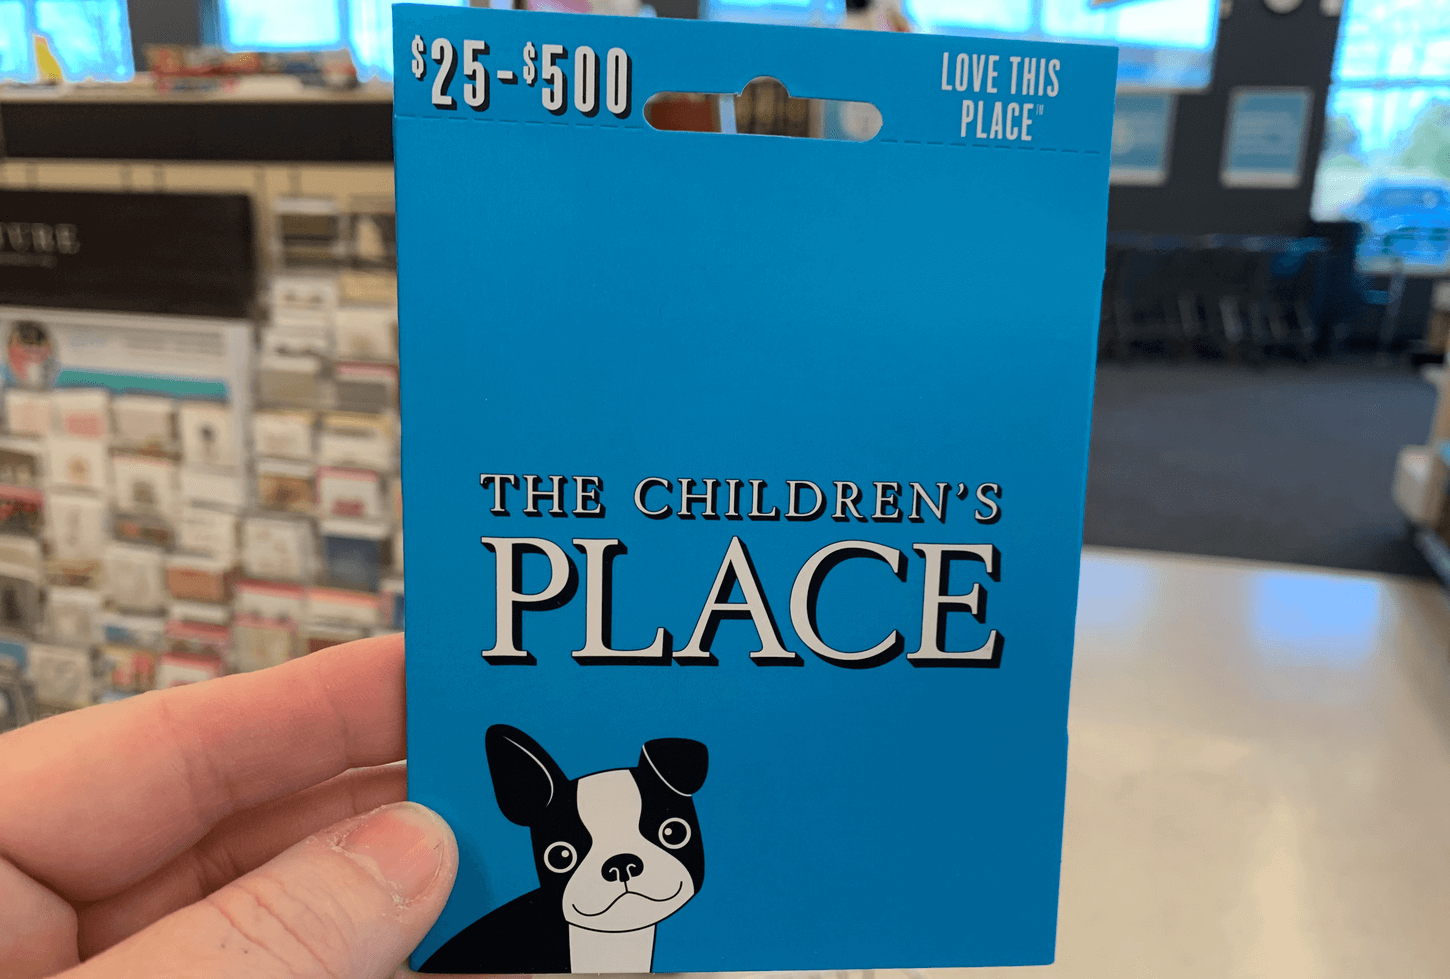 $25-$500
LOVE THIS
PLACE™
THE CHILDREN'S
PLACE